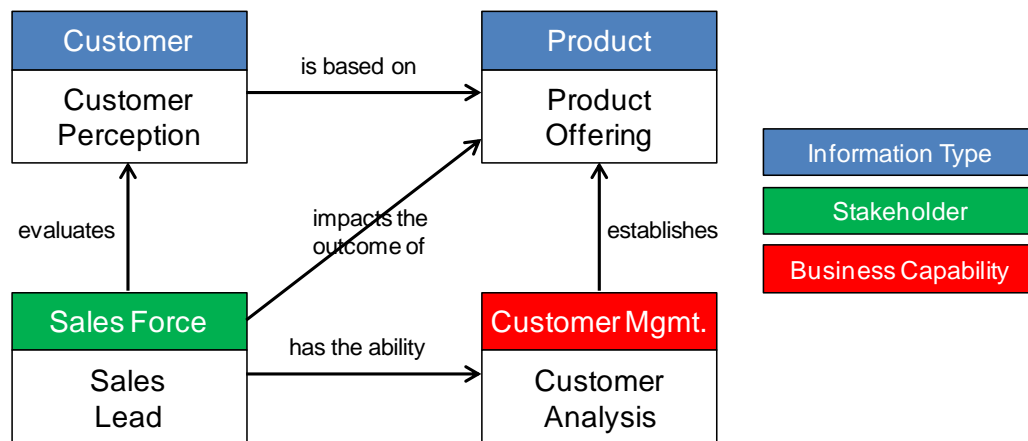 Customer
Customer
Perception
is based on
Product
Product
Offering
evaluates
impacts the
outcome of
establishes
Sales Force
Sales
Lead
has the ability
Customer Mgmt.
Customer
Analysis
Information Type
Stakeholder
Business Capability